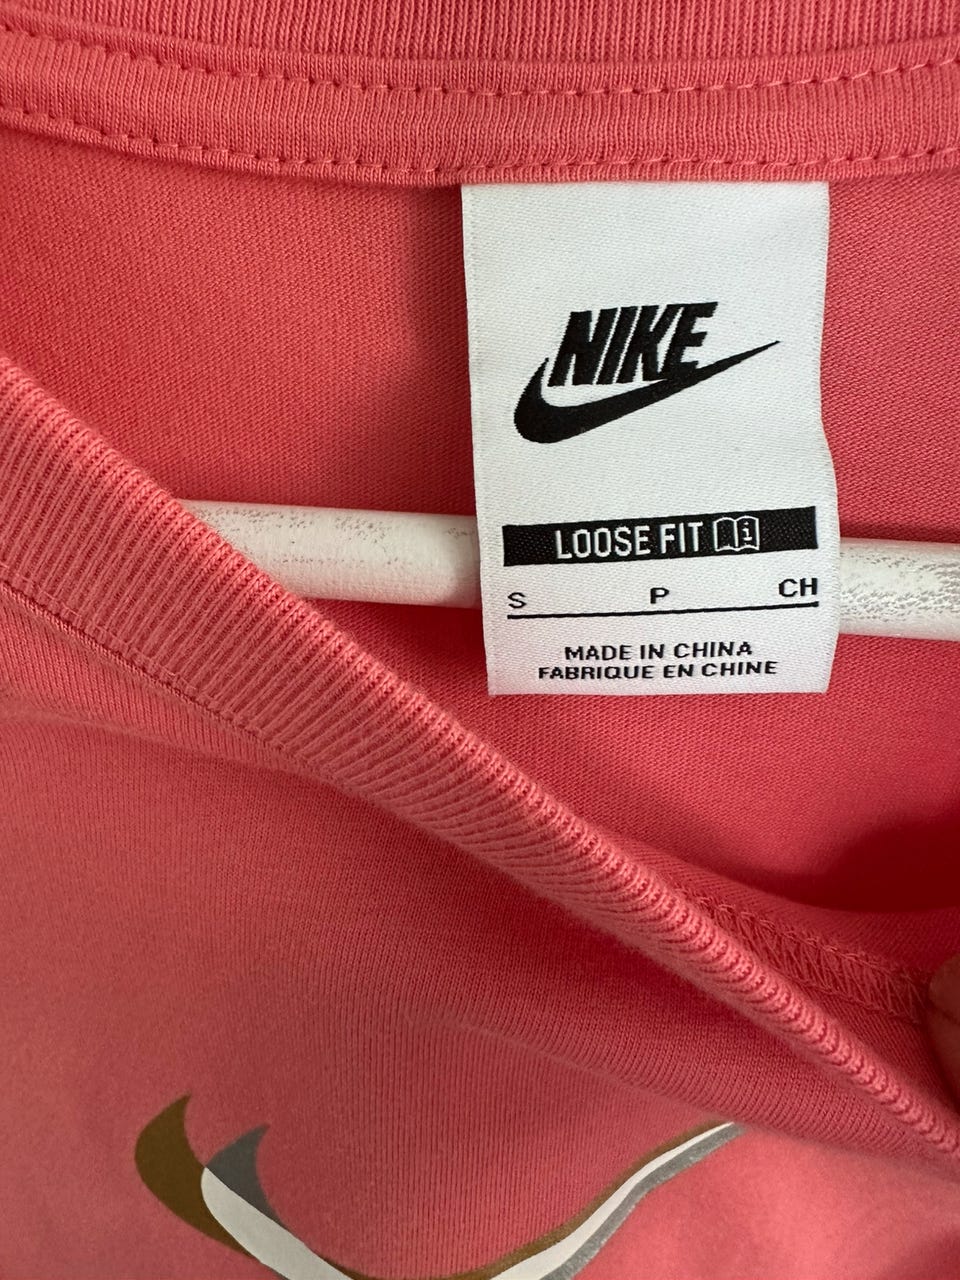 NIKE
LOOSE FIT i
S P CH
MADE IN CHINA
FABRIQUE EN CHINE